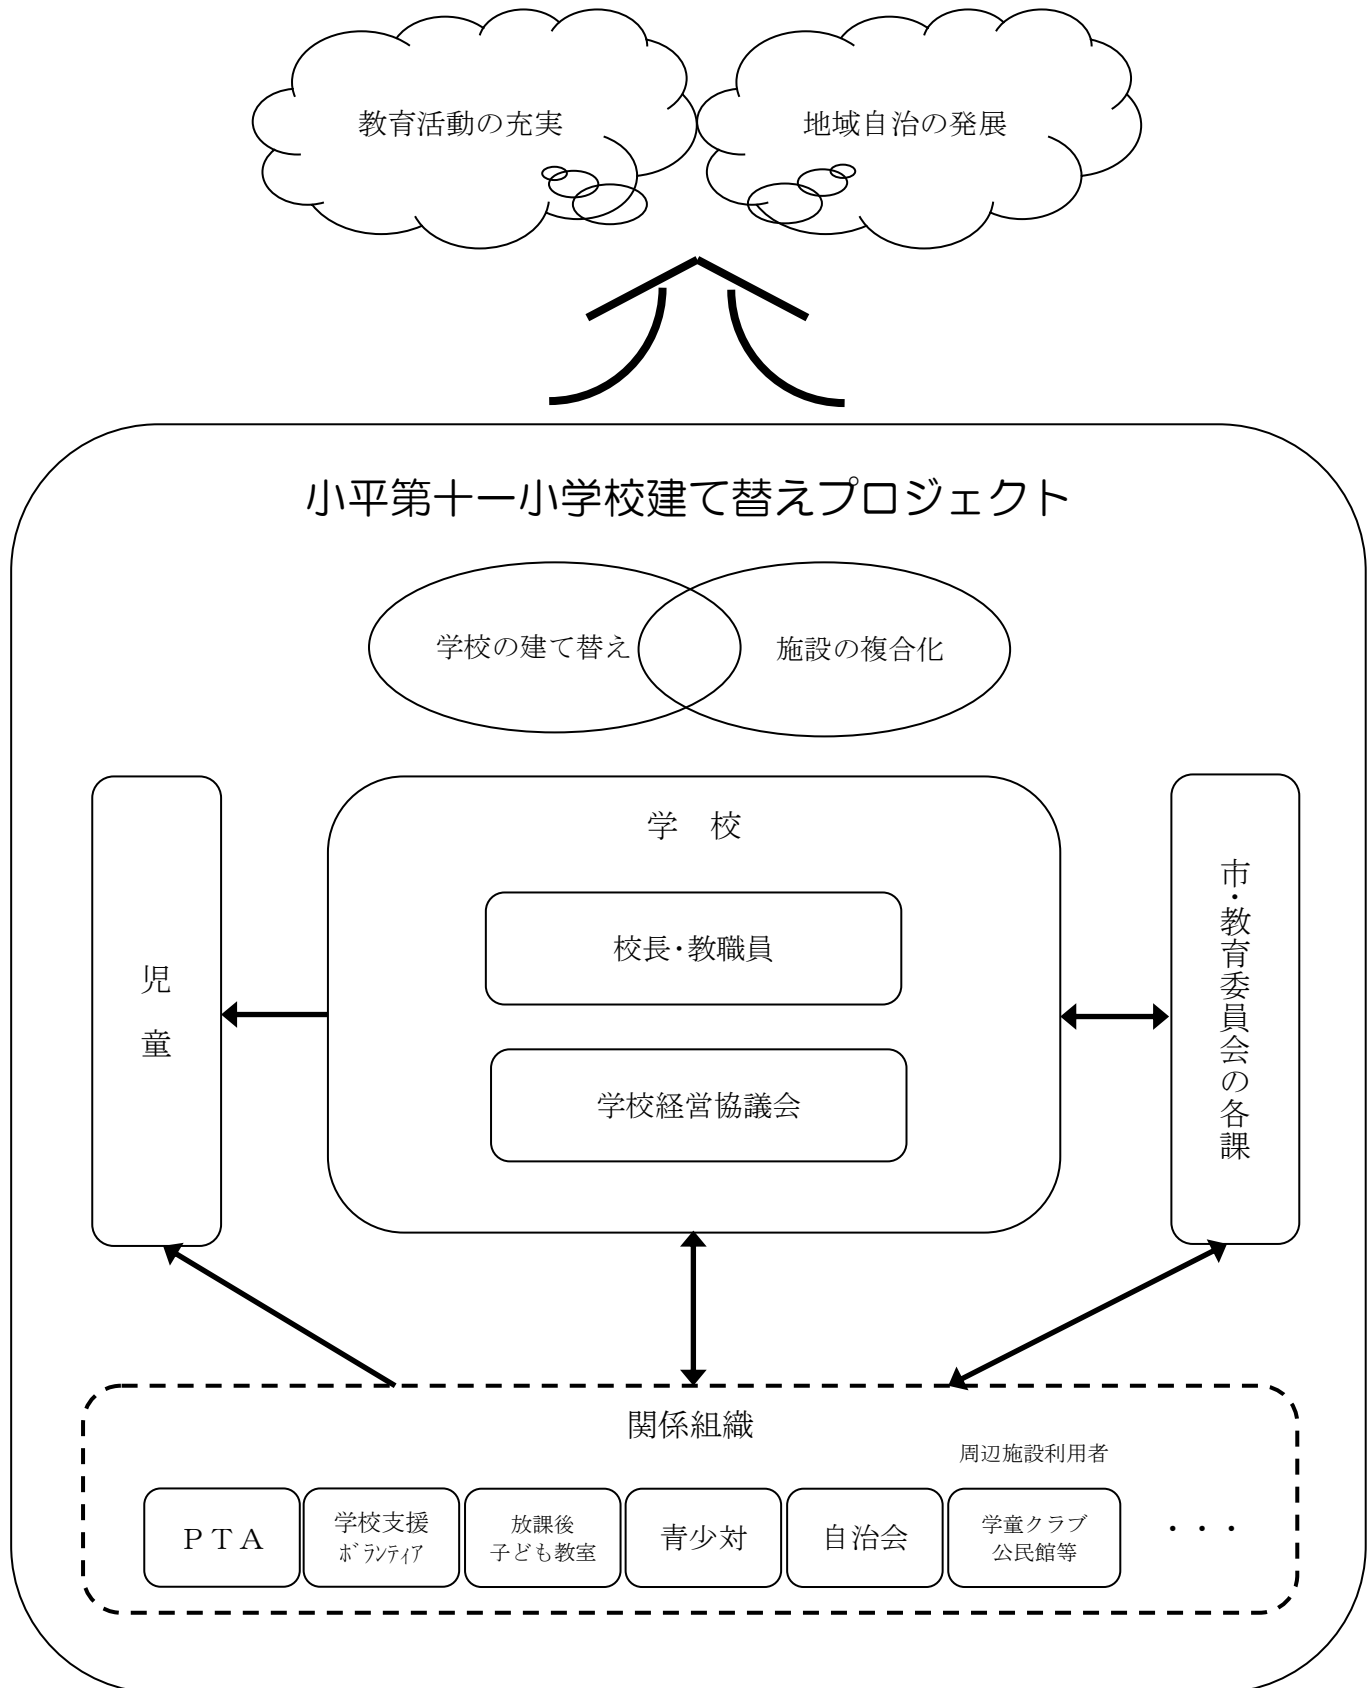 教育活動の充実
地域自治の発展
小平第十一小学校建て替えプロジェクト
学校の建て替え
施設の複合化
学　校
校長・教職員
学校経営協議会
児童
市・教育委員会の各課
関係組織
周辺施設利用者
ＰＴＡ
学校支援
ﾎﾞﾗﾝﾃｨｱ
放課後
子ども教室
青少対
自治会
学童クラブ
公民館等
・・・